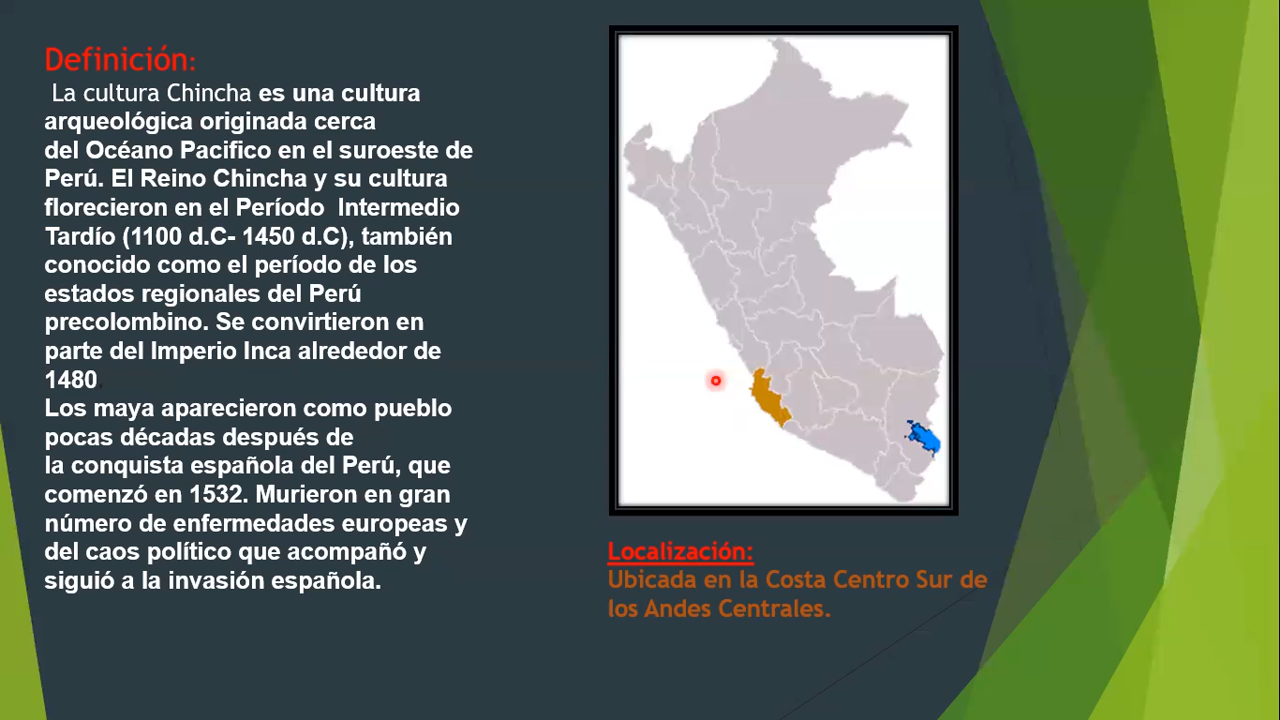 Definición:
La cultura Chincha es una cultura
arqueológica originada cerca
del Océano Pacifico en el suroeste de
Perú. El Reino Chincha y su cultura
florecieron en el Período Intermedio
Tardío (1100 d.C- 1450 d.C), también
conocido como el período de los
estados regionales del Perú
precolombino. Se convirtieron en
parte del Imperio Inca alrededor de
1480.
Los maya aparecieron como pueblo
pocas décadas después de
la conquista española del Perú, que
comenzó en 1532. Murieron en gran
número de enfermedades europeas y
del caos político que acompañó y
siguió a la invasión española.
Localización:
Ubicada en la Costa Centro Sur de
los Andes Centrales.